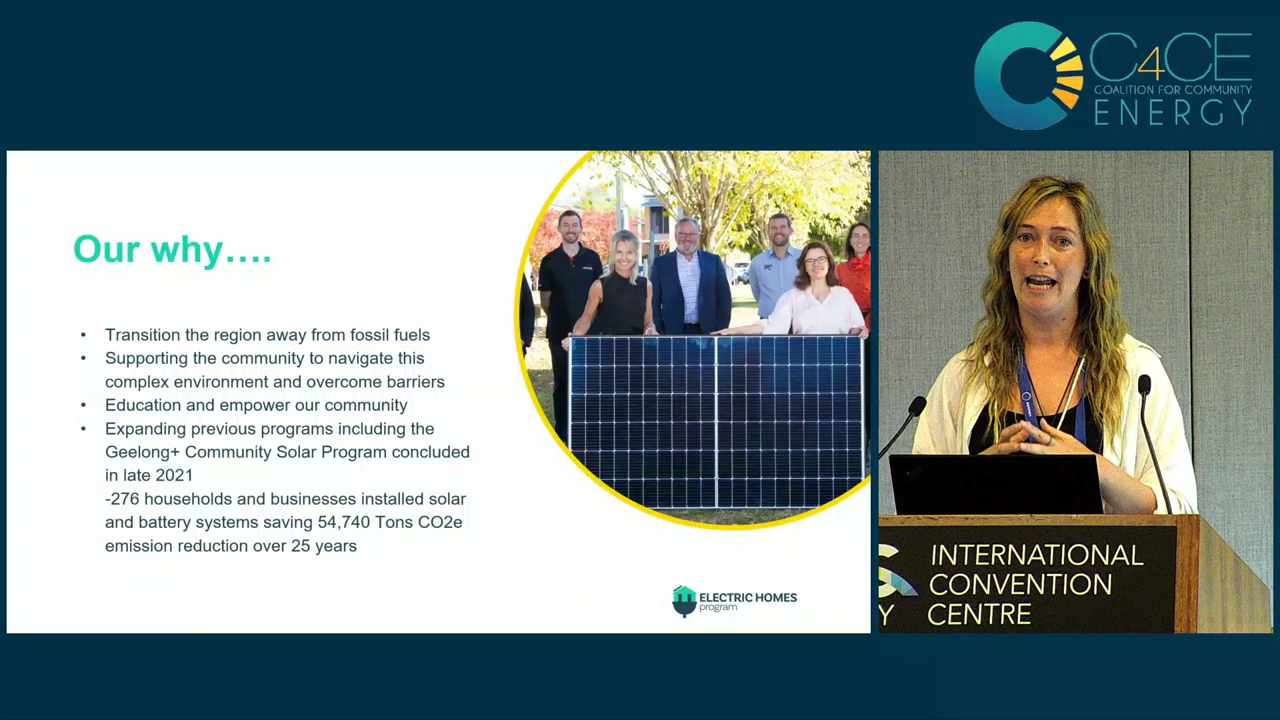 C4CE
COALITION FOR COMMUNITY
ENERGY
Our why….
• Transition the region away from fossil fuels
• Supporting the community to navigate this
complex environment and overcome barriers
• Education and empower our community
• Expanding previous programs including the
Geelong+ Community Solar Program concluded
in late 2021
-276 households and businesses installed solar
and battery systems saving 54,740 Tons CO2e
emission reduction over 25 years
ELECTRIC HOMES
program
INTERNATIONAL
CONVENTION
CENTRE